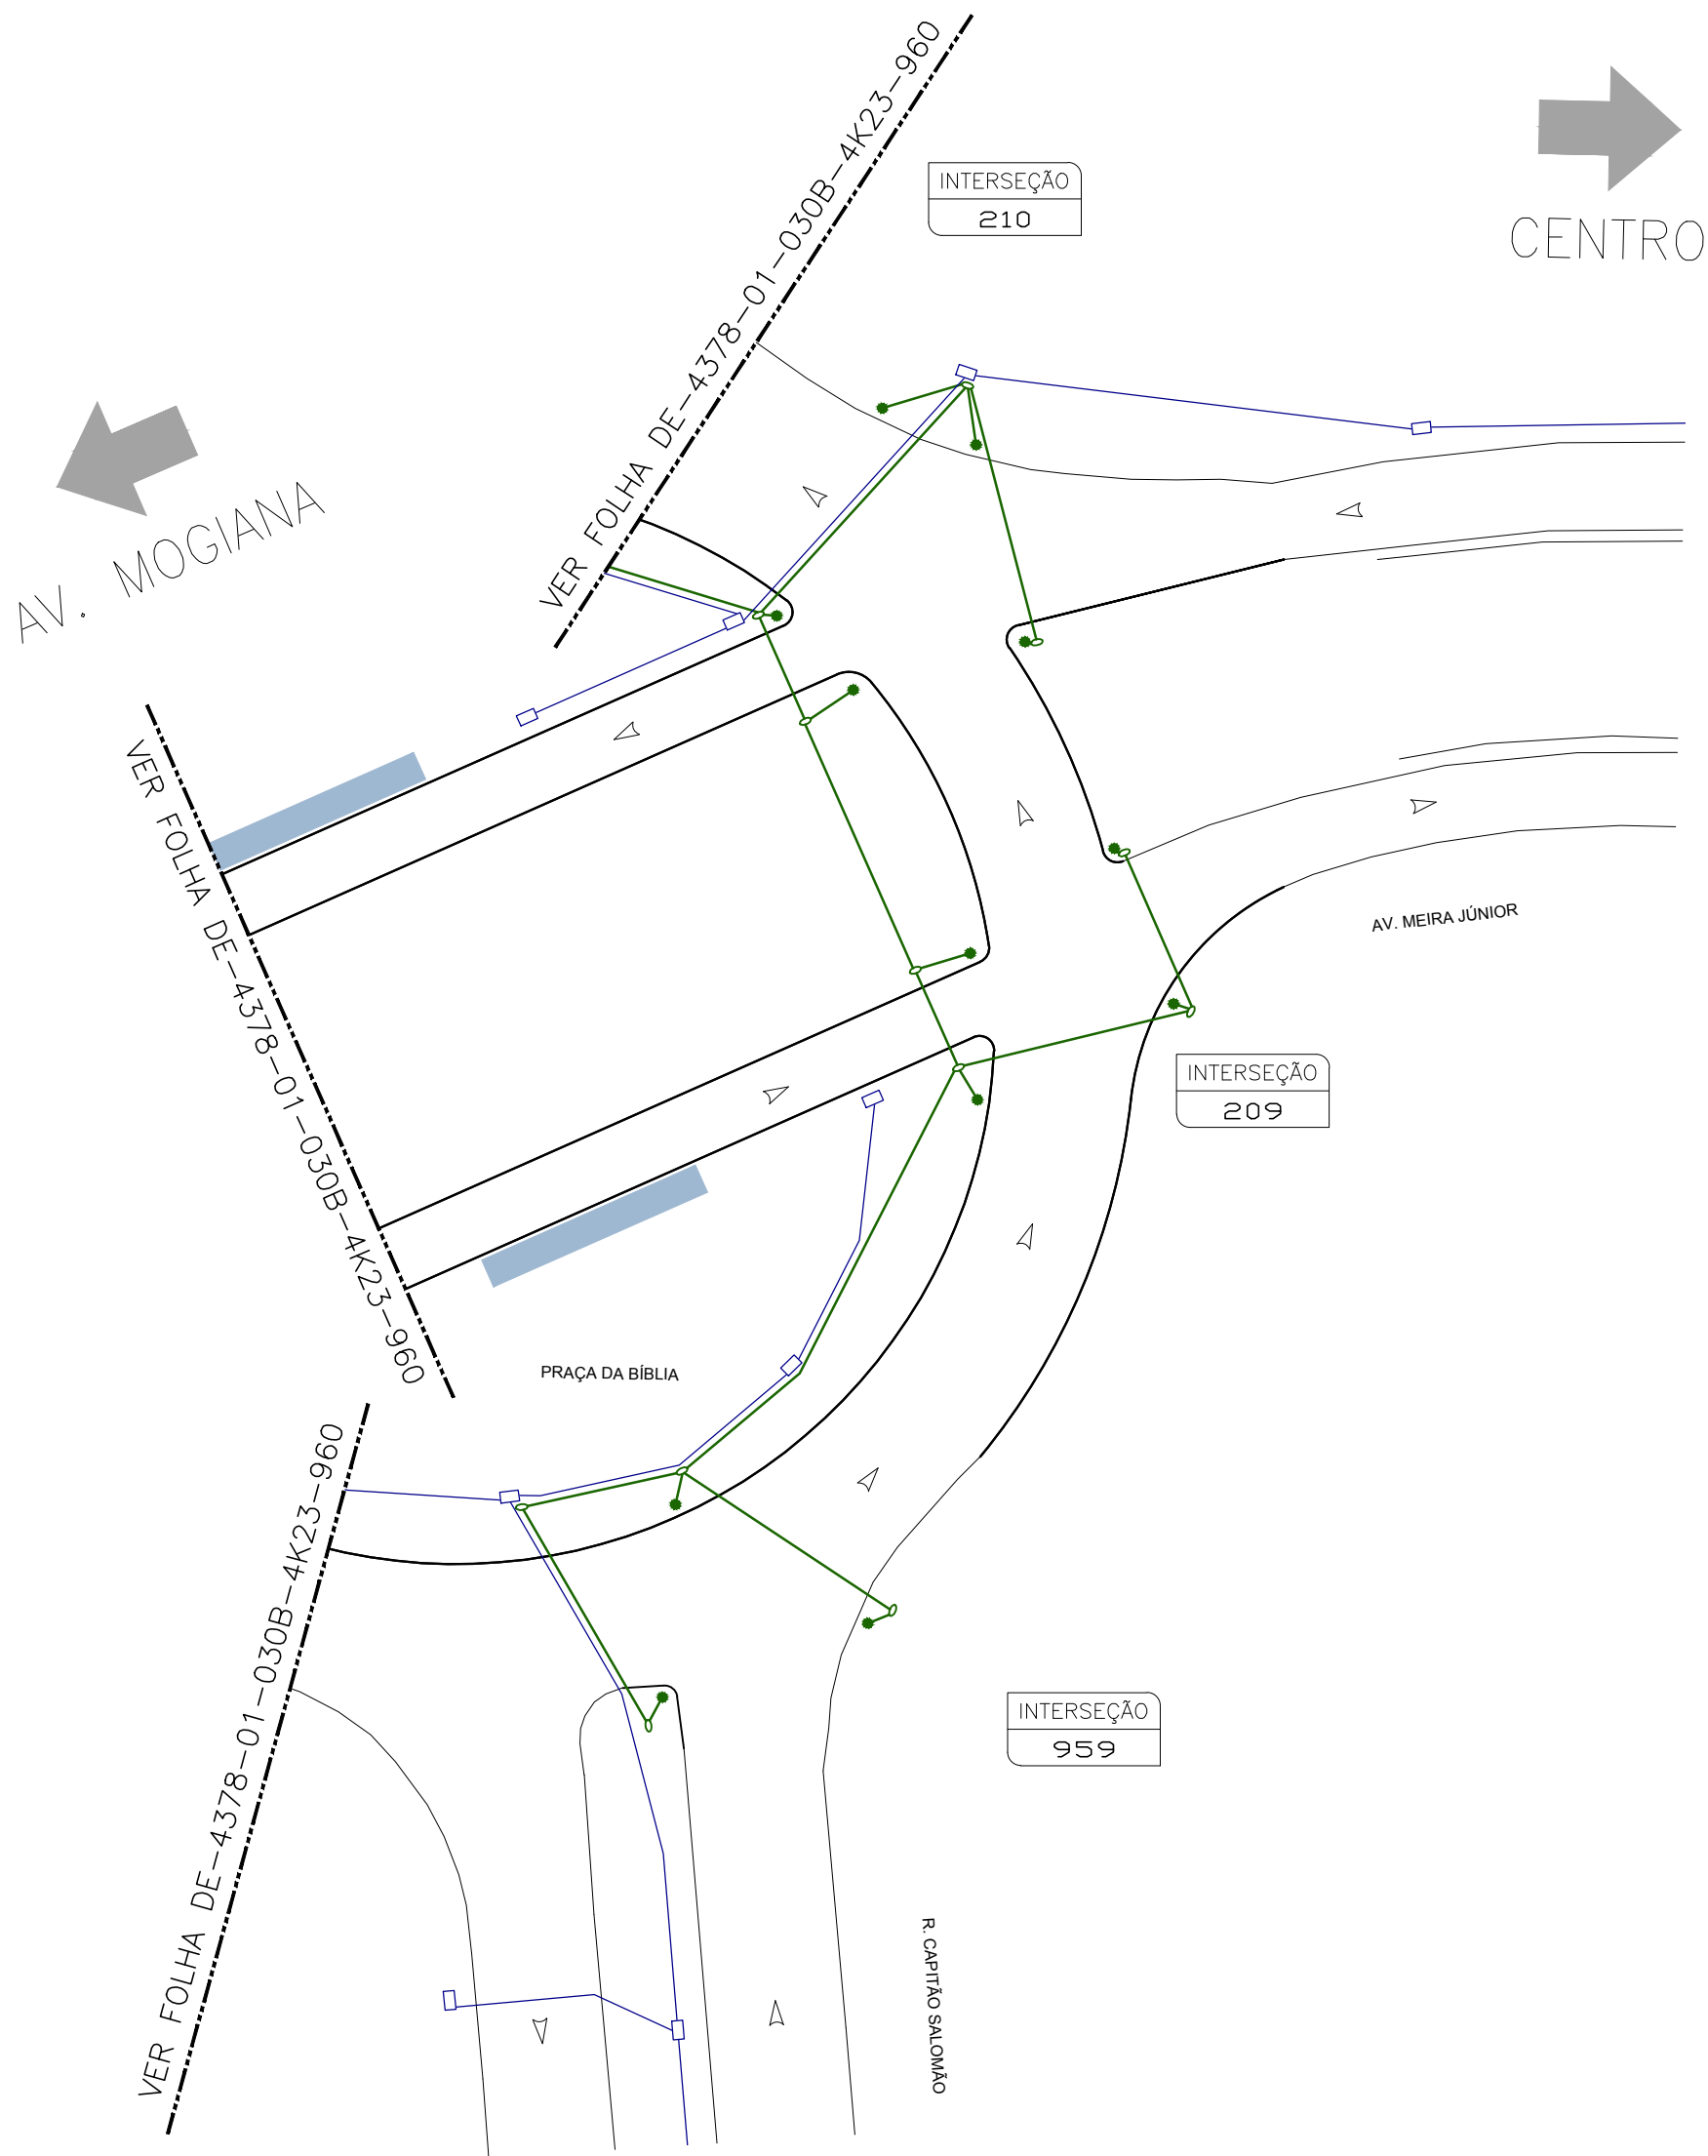 VER FOLHA DE-4378-01-030B-4K23-960
INTERSEÇÃO
210
CENTRO
AV. MOGIANA
VER FOLHA DE-4378-01-030B-4K23-960
AV. MEIRA JÚNIOR
INTERSEÇÃO
209
PRAÇA DA BÍBLIA
VER FOLHA DE-4378-01-030B-4K23-960
INTERSEÇÃO
959
R. CAPITÃO SALOMÃO